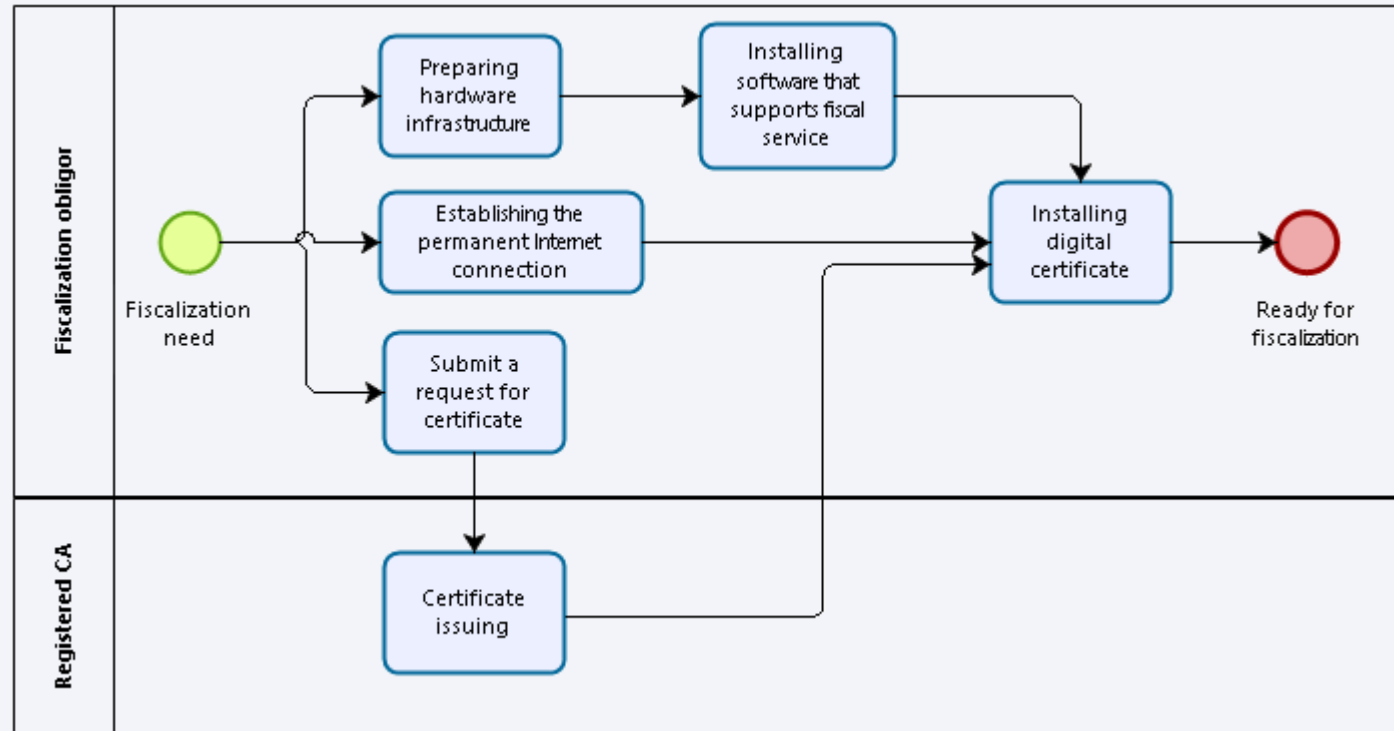 Fiscalization obligor
Fiscalization
need
Preparing
hardware
infrastructure
Installing
software that
supports fiscal
service
Establishing the
permanent Internet
connection
Submit a
request for
certificate
Installing
digital
certificate
Ready for
fiscalization
Registered CA
Certificate
issuing